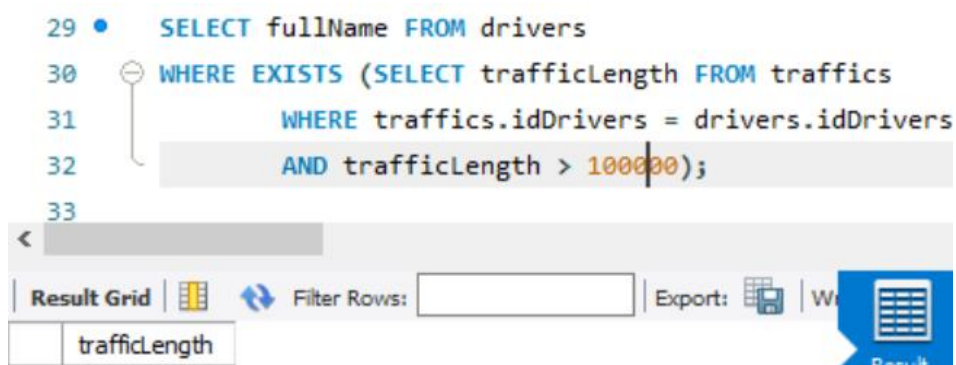 29 SELECT fullName FROM drivers
30 WHERE EXISTS (SELECT trafficLength FROM traffics
31 WHERE traffics.idDrivers = drivers.idDrivers
32 AND trafficLength > 100000);
33
Result Grid Filter Rows: Export:
trafficLength